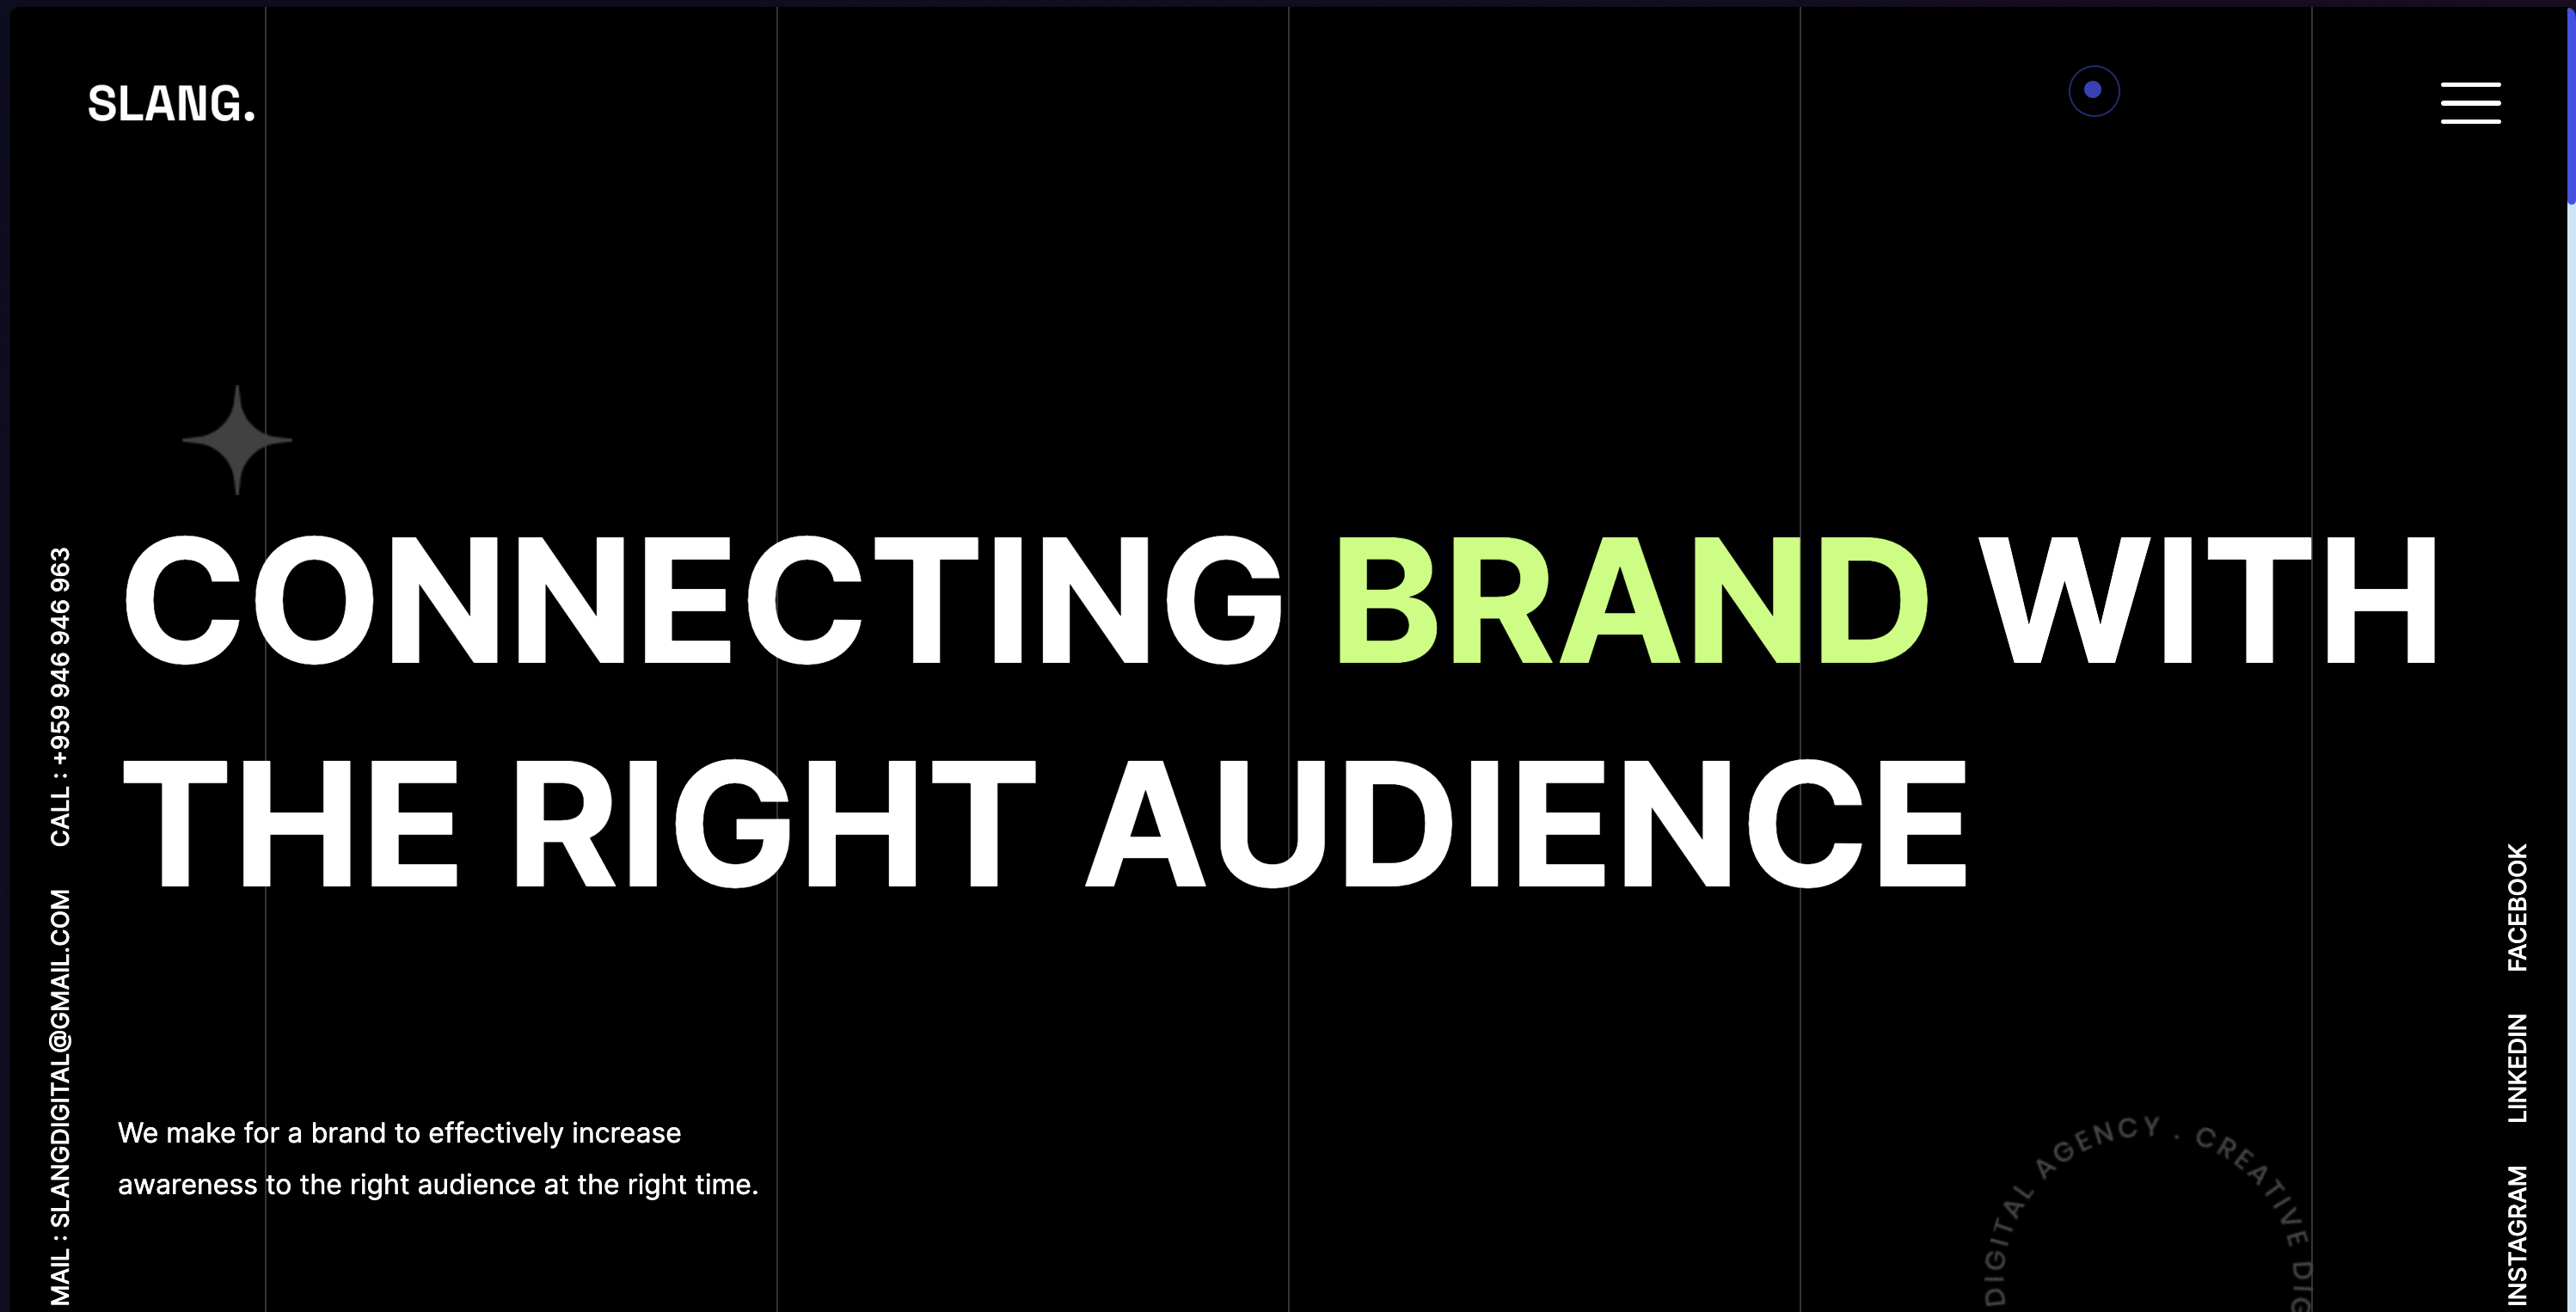 SLANG.
CONNECTING BRAND WITH
THE RIGHT AUDIENCE
We make for a brand to effectively increase
awareness to the right audience at the right time.
MAIL : SLANGDIGITAL@GMAIL.COM CALL : +959 946 946 963
INSTAGRAM LINKEDIN FACEBOOK
DIGITAL AGENCY . CREATIVE DIG